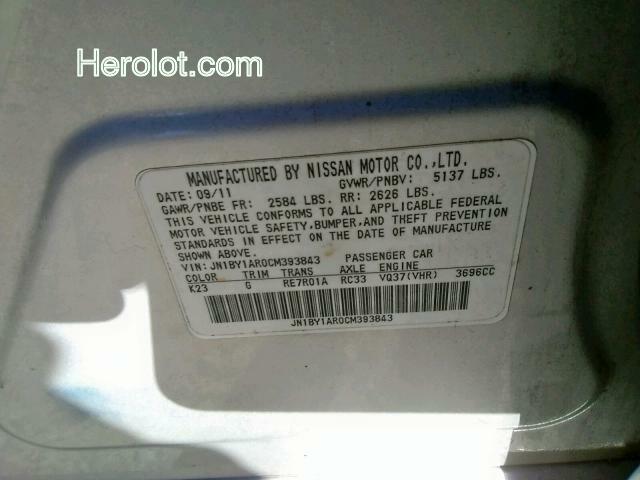 Herolot.com
MANUFACTURED BY NISSAN MOTOR CO.,LTD.
DATE: 09/11 GVWR/PNBV: 5137 LBS.
GAWR/PNBE FR: 2584 LBS. RR: 2626 LBS.
THIS VEHICLE CONFORMS TO ALL APPLICABLE FEDERAL
MOTOR VEHICLE SAFETY, BUMPER, AND THEFT PREVENTION
STANDARDS IN EFFECT ON THE DATE OF MANUFACTURE
SHOWN ABOVE.
VIN: JN1BY1AR0CM393843 PASSENGER CAR
COLOR TRIM TRANS AXLE ENGINE
K23 G RE7R01A RC33 VQ37(VHR) 3696CC
JN1BY1AR0CM393843